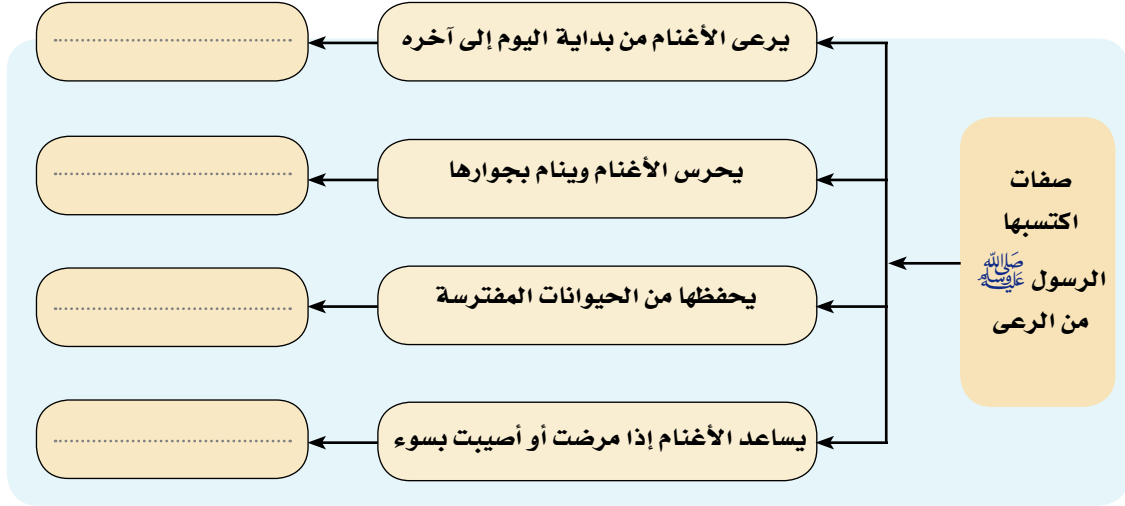 صفات
اكتسبها
الرسول ﷺ
من الرعى
يرعى الأغنام من بداية اليوم إلى آخره
يحرس الأغنام وينام بجوارها
يحفظها من الحيوانات المفترسة
يساعد الأغنام إذا مرضت أو أصيبت بسوء